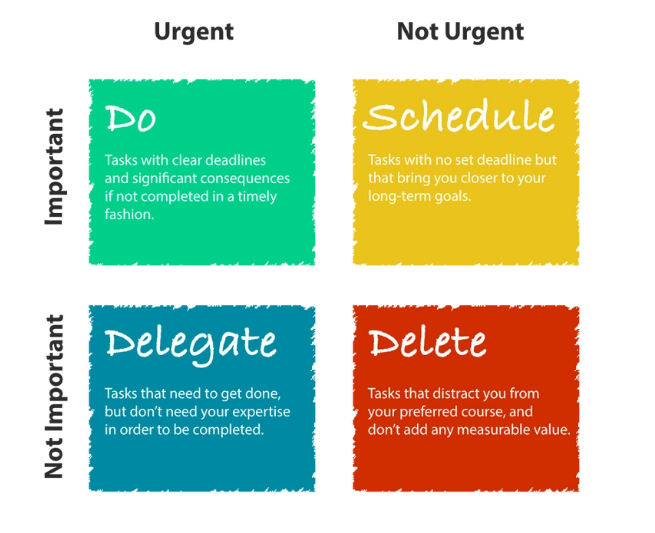 Urgent
Not Urgent
Important
Do
Tasks with clear deadlines
and significant consequences
if not completed in a timely
fashion.
Schedule
Tasks with no set deadline but
that bring you closer to your
long-term goals.
Not Important
Delegate
Tasks that need to get done,
but don’t need your expertise
in order to be completed.
Delete
Tasks that distract you from
your preferred course, and
don’t add any measurable value.